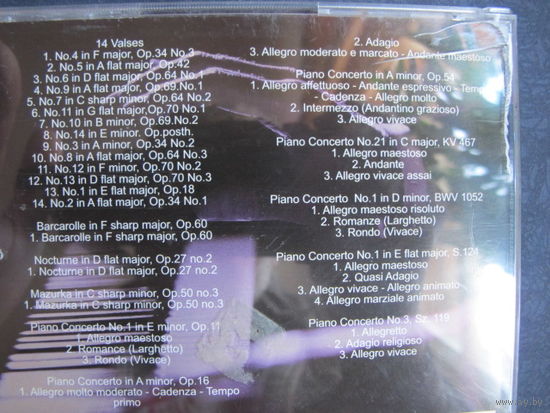 14 Valses
1. No.4 in F major, Op.34 No.3
2. No.5 in A flat major, Op.42
3. No.6 in D flat major, Op.64 No.1
4. No.9 in A flat major, Op.69.No.1
5. No.7 in C sharp minor, Op.64 No.2
6. No.11 in G flat major,Op.70 No.1
7. No.10 in B minor, Op.69.No.2
8. No.14 in E minor. Op.posth.
9. No.3 in A minor, Op.34 No.2
10. No.8 in A flat major, Op.64 No.3
11. No.12 in F minor, Op.70 No.2
12. No.13 in D flat major, Op.70 No.3
13. No.1 in E flat major, Op.18
14. No.2 in A flat major, Op.34 No.1
Barcarolle in F sharp major, Op.60
1. Barcarolle in F sharp major, Op.60
Nocturne in D flat major, Op.27 no.2
1. Nocturne in D flat major, Op.27 no.2
Mazurka in C sharp minor, Op.50 no.3
1. Mazurka in C sharp minor, Op.50 no.3
Piano Concerto No.1 in E minor, Op.11
1. Allegro maestoso
2. Romance (Larghetto)
3. Rondo (Vivace)
Piano Concerto in A minor, Op.16
1. Allegro molto moderato - Cadenza - Tempo
primo
2. Adagio
3. Allegro moderato e marcato - Andante maestoso
Piano Concerto in A minor, Op.54
1. Allegro affettuoso - Andante espressivo - Tempo
- Cadenza - Allegro molto
2. Intermezzo (Andantino grazioso)
3. Allegro vivace
Piano Concerto No.21 in C major, KV 467
1. Allegro maestoso
2. Andante
3. Allegro vivace assai
Piano Concerto No.1 in D minor, BWV 1052
1. Allegro maestoso risoluto
2. Romanze (Larghetto)
3. Rondo (Vivace)
Piano Concerto No.1 in E flat major, S.124
1. Allegro maestoso
2. Quasi Adagio
3. Allegro vivace - Allegro animato
4. Allegro marziale animato
Piano Concerto No.3, Sz. 119
1. Allegretto
2. Adagio religioso
3. Allegro vivace